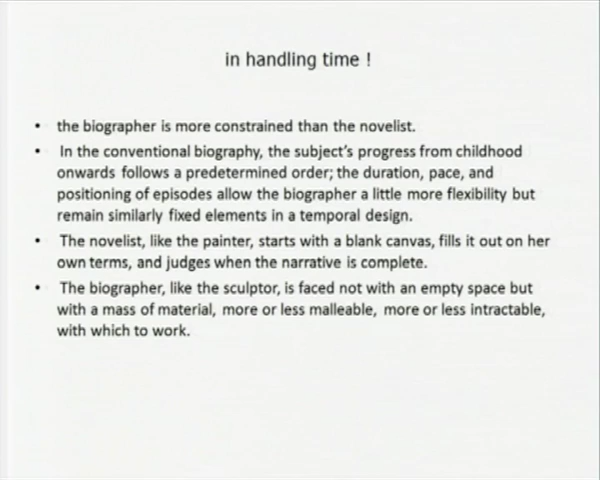 in handling time !
• the biographer is more constrained than the novelist.
• In the conventional biography, the subject's progress from childhood
onwards follows a predetermined order; the duration, pace, and
positioning of episodes allow the biographer a little more flexibility but
remain similarly fixed elements in a temporal design.
• The novelist, like the painter, starts with a blank canvas, fills it out on her
own terms, and judges when the narrative is complete.
• The biographer, like the sculptor, is faced not with an empty space but
with a mass of material, more or less malleable, more or less intractable,
with which to work.